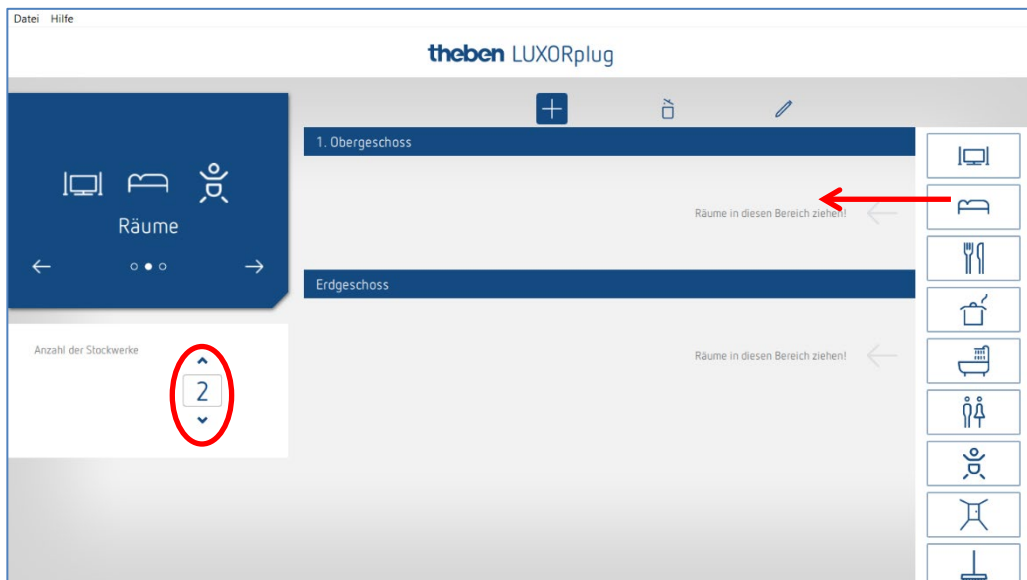 Datei Hilfe
theben LUXORplug
1. Obergeschoss
Räume in diesen Bereich ziehen!
Räume
Erdgeschoss
Anzahl der Stockwerke
2
Räume in diesen Bereich ziehen!